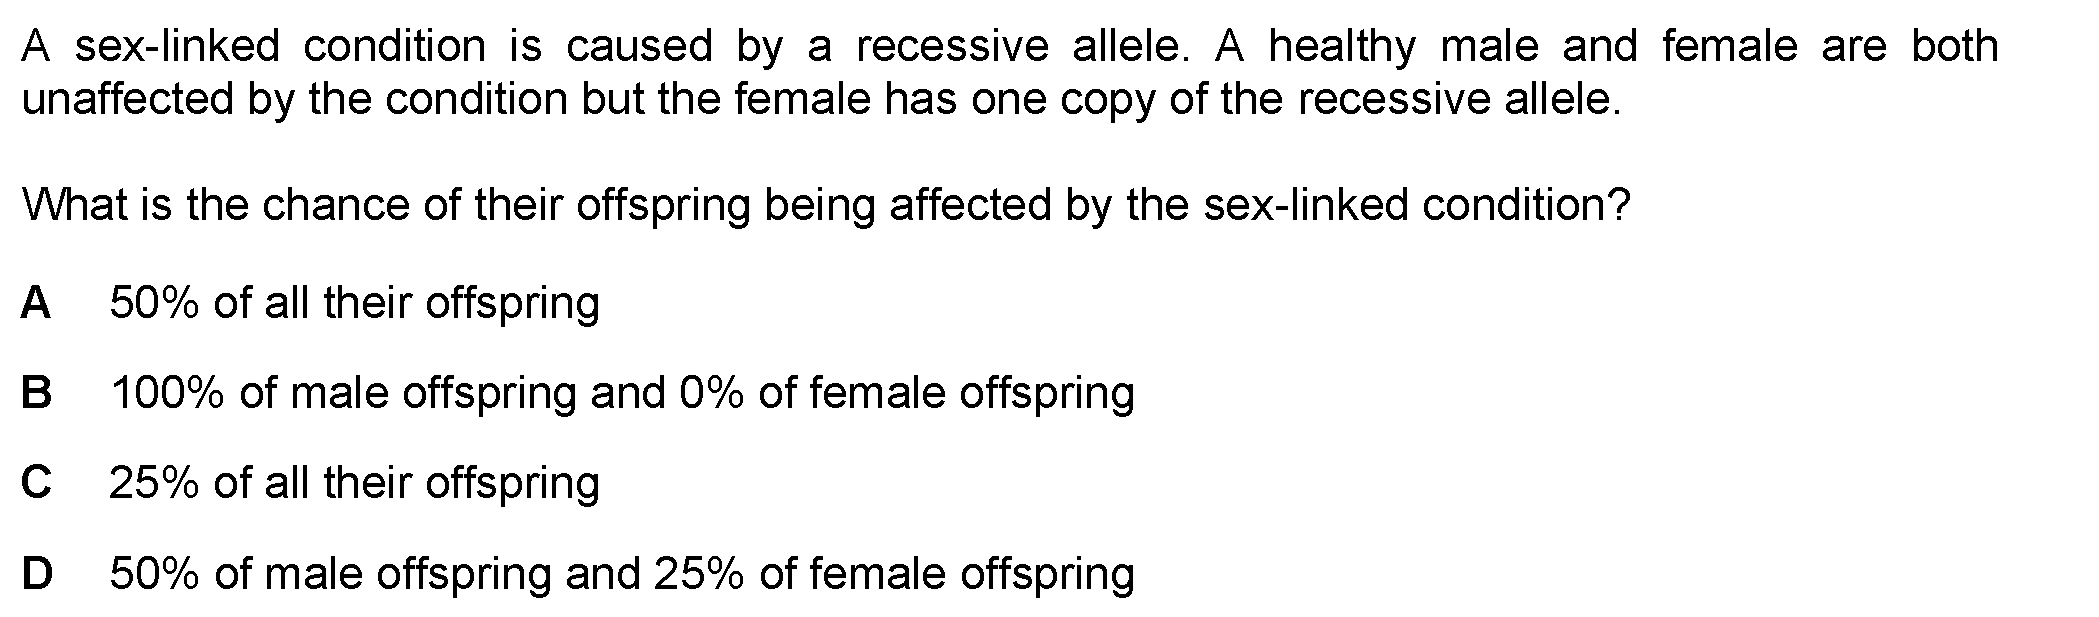 A sex-linked condition is caused by a recessive allele. A healthy male and female are both
unaffected by the condition but the female has one copy of the recessive allele.
What is the chance of their offspring being affected by the sex-linked condition?
A 50% of all their offspring
B 100% of male offspring and 0% of female offspring
C 25% of all their offspring
D 50% of male offspring and 25% of female offspring